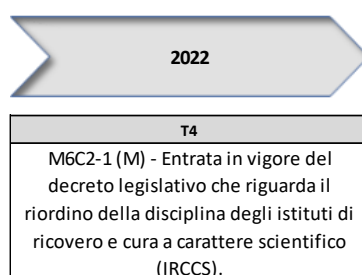 2022
T4
M6C2-1 (M) - Entrata in vigore del
decreto legislativo che riguarda il
riordino della disciplina degli istituti di
ricovero e cura a carattere scientifico
(IRCCS).